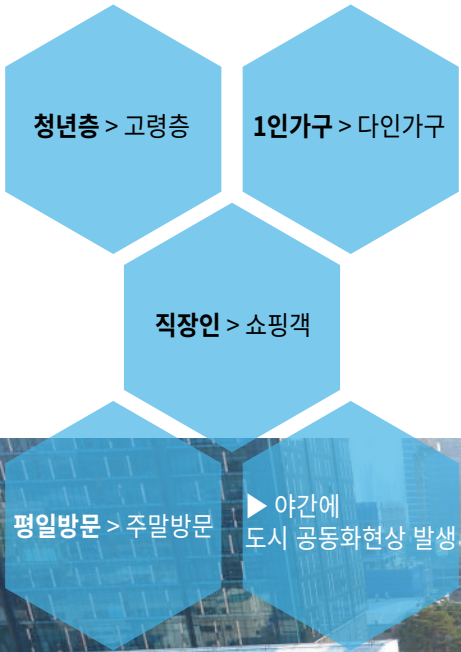 청년층 > 고령층
1인가구 > 다인가구
직장인 > 쇼핑객
평일방문 > 주말방문
▶ 야간에
도시 공동화현상 발생